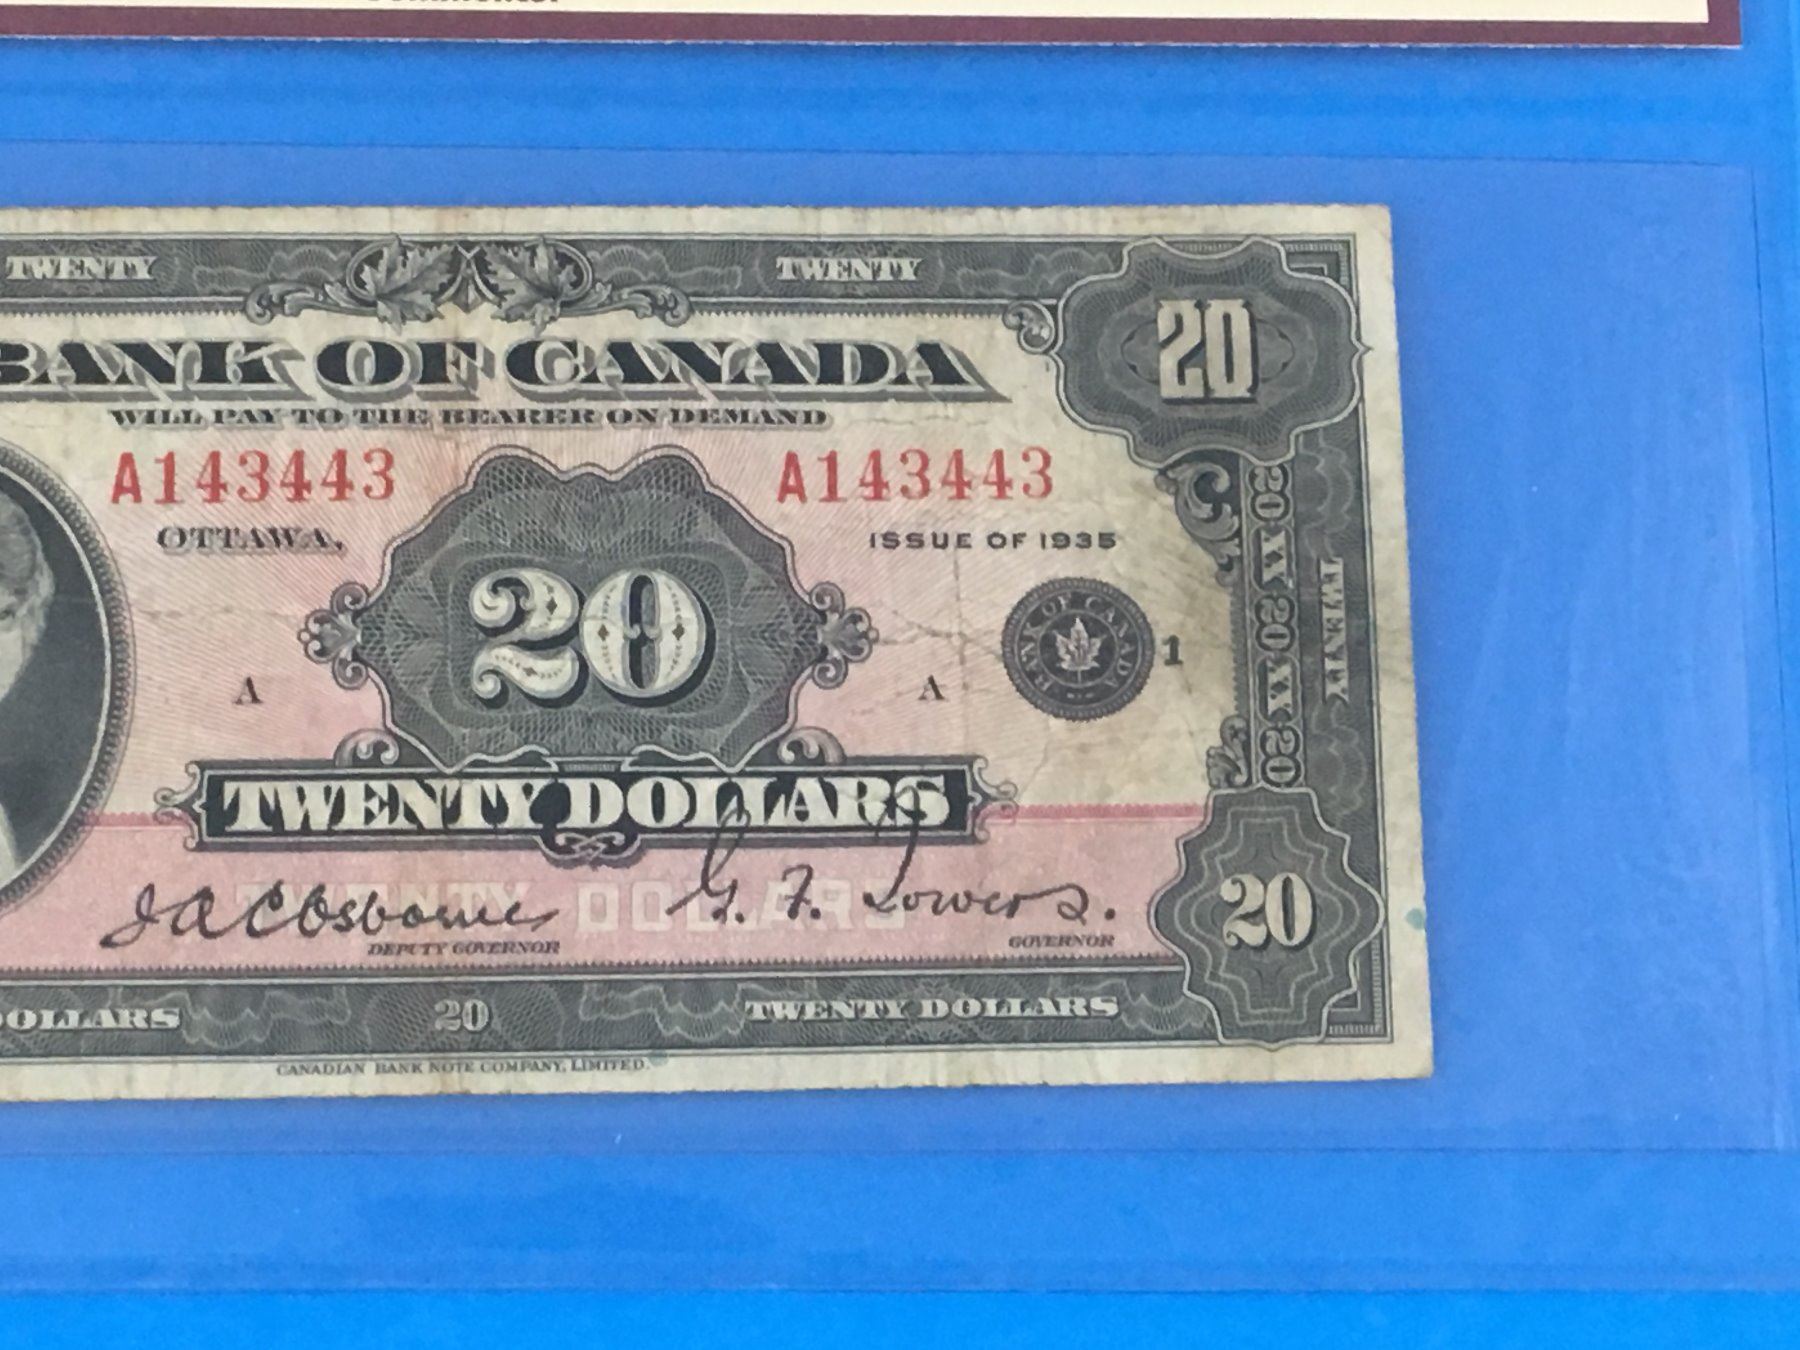 TWENTY TWENTY
20
BANK OF CANADA
WILL PAY TO THE BEARER ON DEMAND
A143443 A143443
OTTAWA, ISSUE OF 1935
20
BANK OF CANADA
1
A A
20 XX 20 XX 20
TWENTY
TWENTY DOLLARS
TWENTY DOLLARS
J A C Osborne G. F. Towers.
DEPUTY GOVERNOR GOVERNOR
20
DOLLARS 20 TWENTY DOLLARS
CANADIAN BANK NOTE COMPANY, LIMITED.